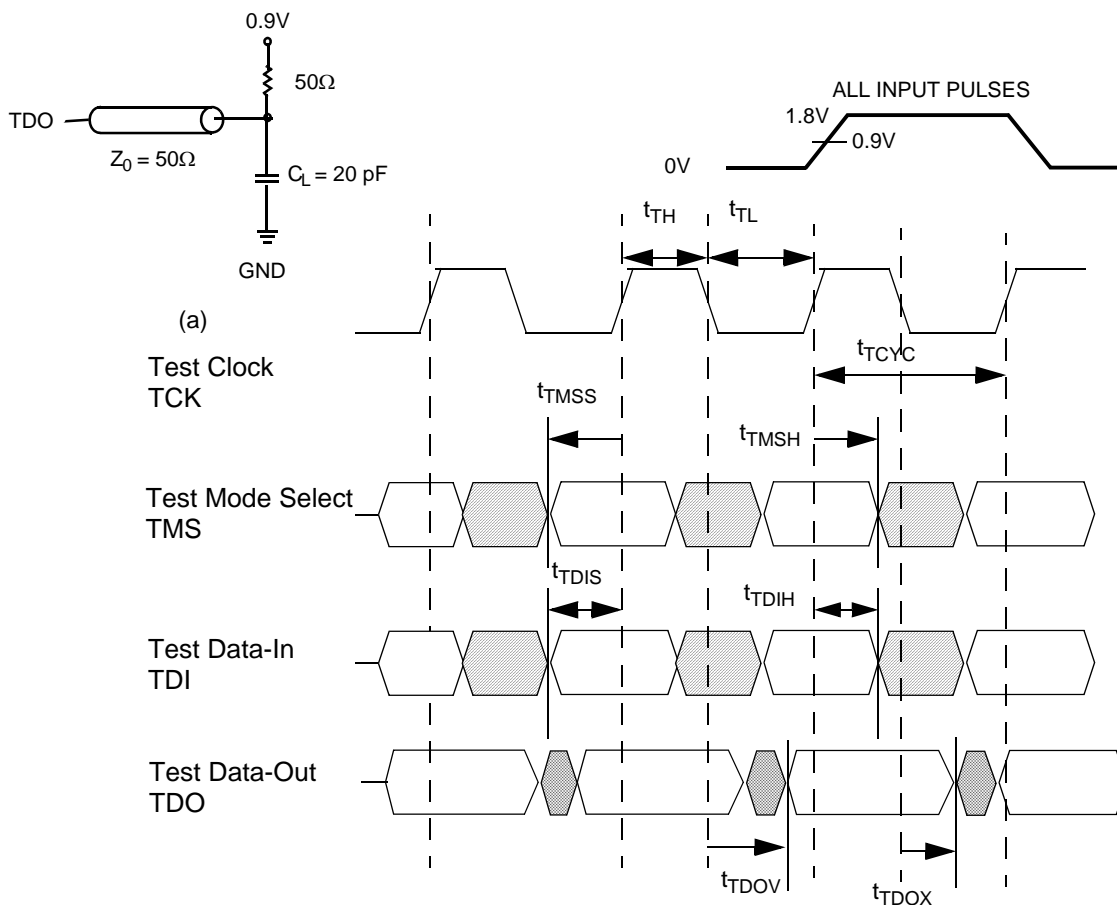 0.9V
50Ω
TDO
Z0 = 50Ω
CL = 20 pF
GND
(a)
ALL INPUT PULSES
1.8V
0.9V
0V
tTH
tTL
Test Clock
TCK
tTCYC
tTMSS
tTMSH
Test Mode Select
TMS
tTDIS
tTDIH
Test Data-In
TDI
Test Data-Out
TDO
tTDOV
tTDOX